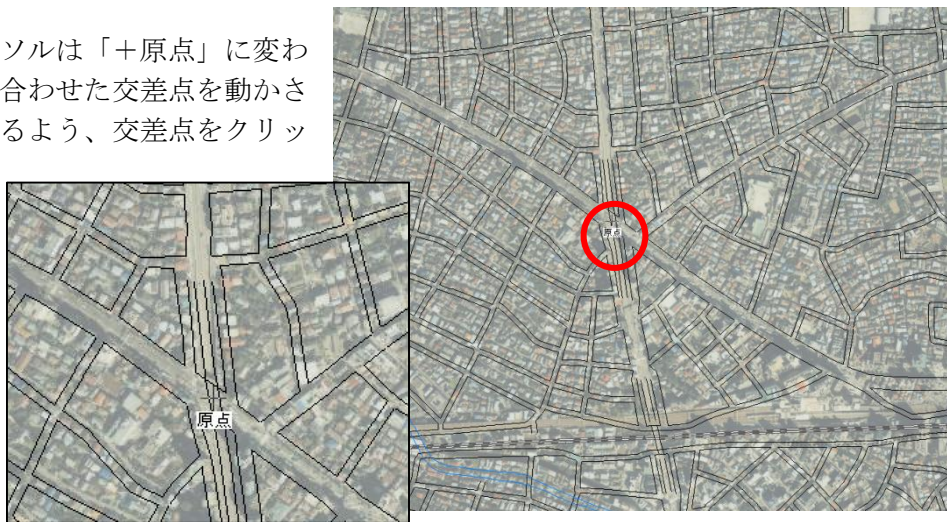 ソルは「＋原点」に変わ
合わせた交差点を動かさ
るよう、交差点をクリッ
原点
原点